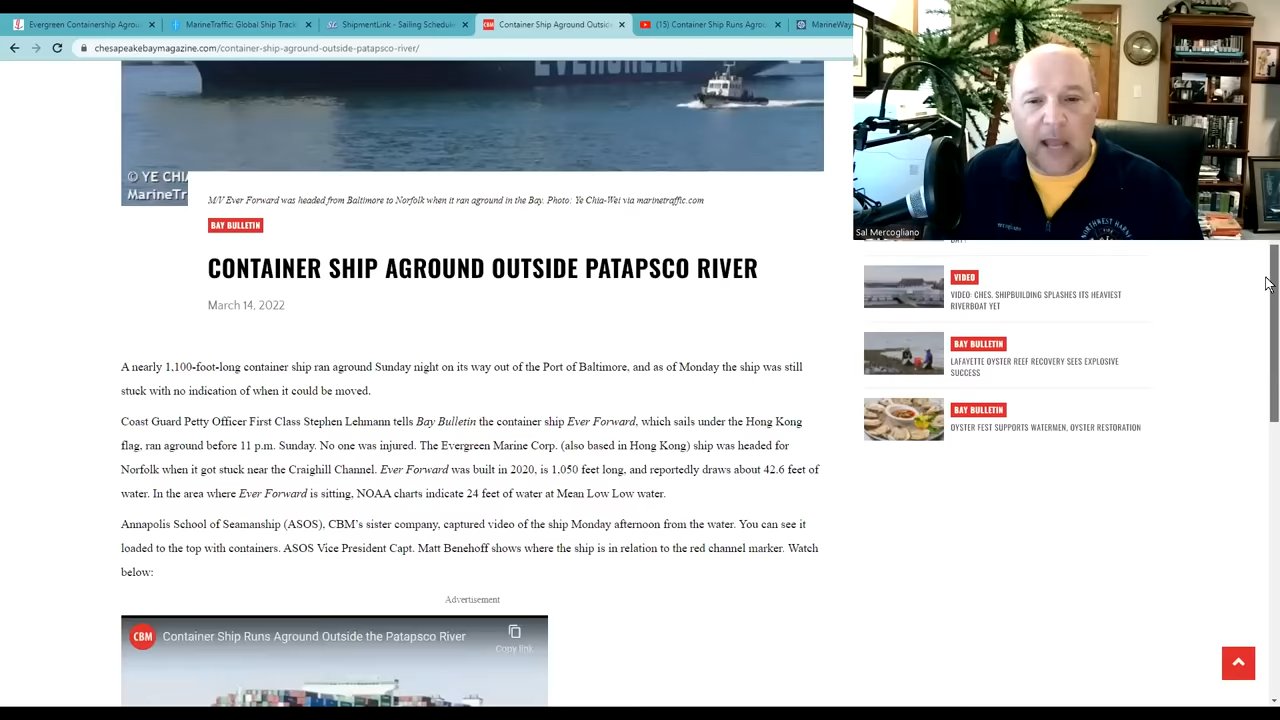 Evergreen Containership Agrou
MarineTraffic: Global Ship Track
ShipmentLink - Sailing Schedule
Container Ship Aground Outside
(15) Container Ship Runs Agrou
MarineWay
chesapeakebaymagazine.com/container-ship-aground-outside-patapsco-river/
EVERGREEN
© YE CHIA
MarineTr
M/V Ever Forward was headed from Baltimore to Norfolk when it ran aground in the Bay. Photo: Ye Chia-Wei via marinetraffic.com
BAY BULLETIN
CONTAINER SHIP AGROUND OUTSIDE PATAPSCO RIVER
March 14, 2022
A nearly 1,100-foot-long container ship ran aground Sunday night on its way out of the Port of Baltimore, and as of Monday the ship was still
stuck with no indication of when it could be moved.
Coast Guard Petty Officer First Class Stephen Lehmann tells Bay Bulletin the container ship Ever Forward, which sails under the Hong Kong
flag, ran aground before 11 p.m. Sunday. No one was injured. The Evergreen Marine Corp. (also based in Hong Kong) ship was headed for
Norfolk when it got stuck near the Craighill Channel. Ever Forward was built in 2020, is 1,050 feet long, and reportedly draws about 42.6 feet of
water. In the area where Ever Forward is sitting, NOAA charts indicate 24 feet of water at Mean Low Low water.
Annapolis School of Seamanship (ASOS), CBM's sister company, captured video of the ship Monday afternoon from the water. You can see it
loaded to the top with containers. ASOS Vice President Capt. Matt Benehoff shows where the ship is in relation to the red channel marker. Watch
below:
Advertisement
CBM
Container Ship Runs Aground Outside the Patapsco River
Copy link
Sal Mercogliano
NORTHWEST HARN
VIDEO
VIDEO: CHES. SHIPBUILDING SPLASHES ITS HEAVIEST
RIVERBOAT YET
BAY BULLETIN
LAFAYETTE OYSTER REEF RECOVERY SEES EXPLOSIVE
SUCCESS
BAY BULLETIN
OYSTER FEST SUPPORTS WATERMEN, OYSTER RESTORATION